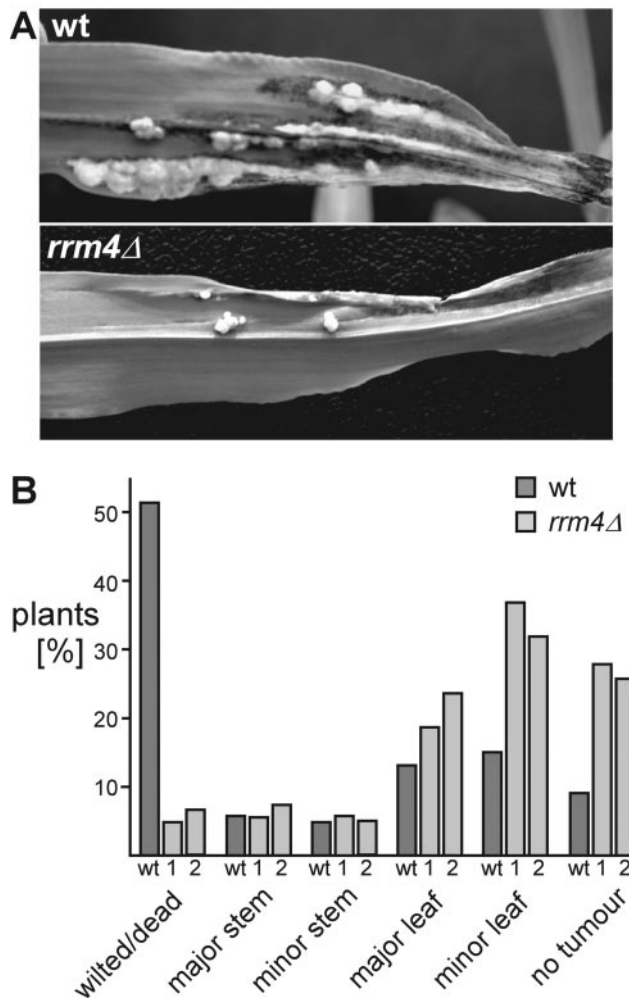 A
wt
rrm4Δ
B
wt
rrm4Δ
plants
[%]
50
40
30
20
10
wt 1 2 wt 1 2 wt 1 2 wt 1 2 wt 1 2 wt 1 2
wilted/dead
major stem
minor stem
major leaf
minor leaf
no tumour